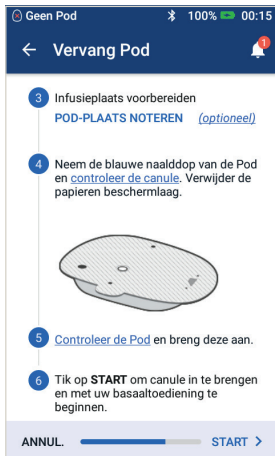 Geen Pod 100% 00:15
Vervang Pod
1
3 Infusieplaats voorbereiden
POD-PLAATS NOTEREN (optioneel)
4 Neem de blauwe naalddop van de Pod
en controleer de canule. Verwijder de
papieren beschermlaag.
5 Controleer de Pod en breng deze aan.
6 Tik op START om canule in te brengen
en met uw basaaltoediening te
beginnen.
ANNUL. START